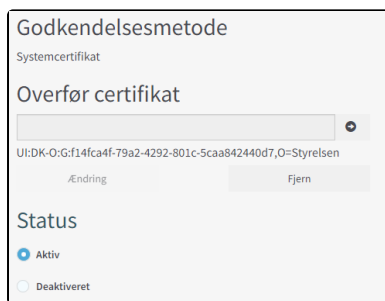 Godkendelsesmetode
Systemcertifikat
Overfør certifikat
UI:DK-O:G:f14fca4f-79a2-4292-801c-5caa842440d7,O=Styrelsen
Ændring Fjern
Status
Aktiv
Deaktiveret